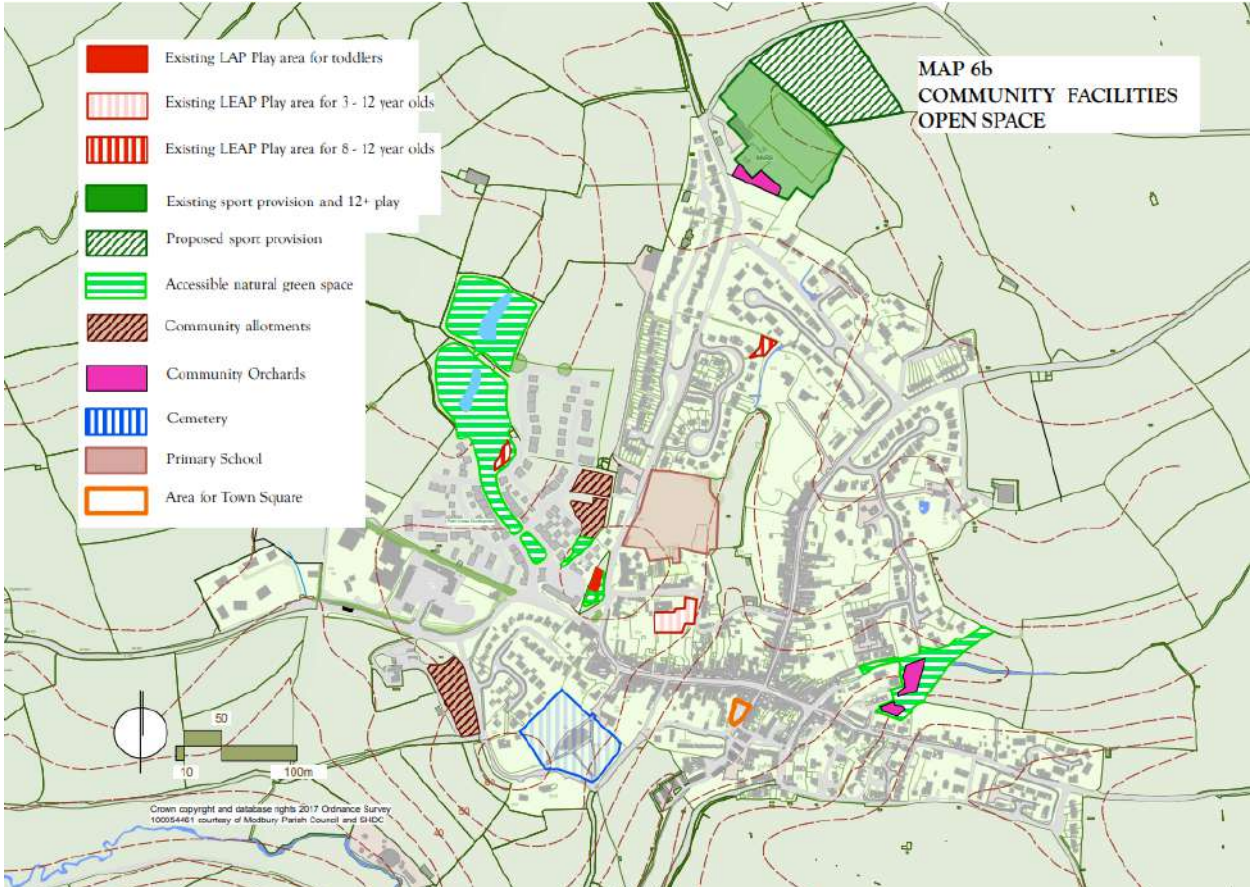 Existing LAP Play area for toddlers
Existing LEAP Play area for 3 - 12 year olds
Existing LEAP Play area for 8 - 12 year olds
Existing sport provision and 12+ play
Proposed sport provision
Accessible natural green space
Community allotments
Community Orchards
Cemetery
Primary School
Area for Town Square
MAP 6b
COMMUNITY FACILITIES
OPEN SPACE
50
10
100m
Crown copyright and database rights 2017 Ordnance Survey
100054461 courtesy of Modbury Parish Council and SHDC
50
40